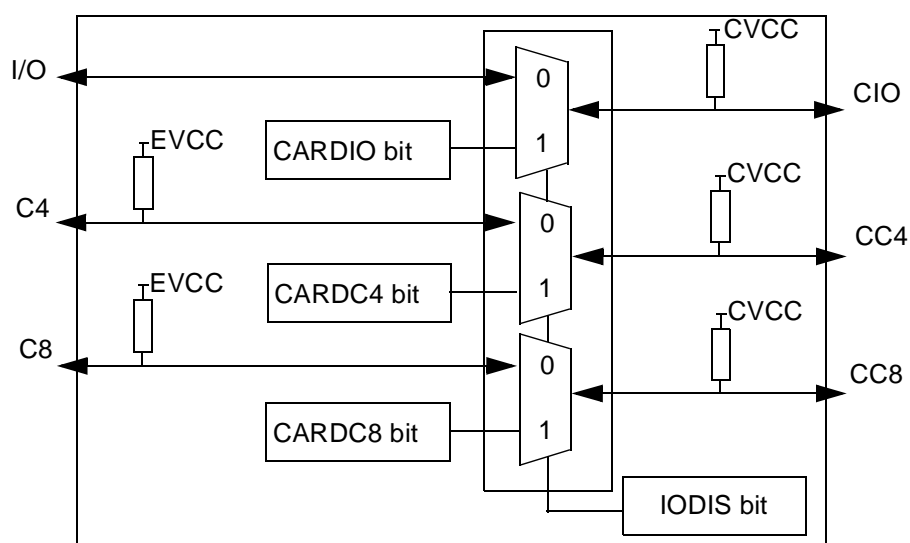 CVCC
I/O
0
CIO
EVCC
CARDIO bit
1
CVCC
C4
0
CC4
EVCC
CARDC4 bit
1
CVCC
C8
0
CC8
CARDC8 bit
1
IODIS bit